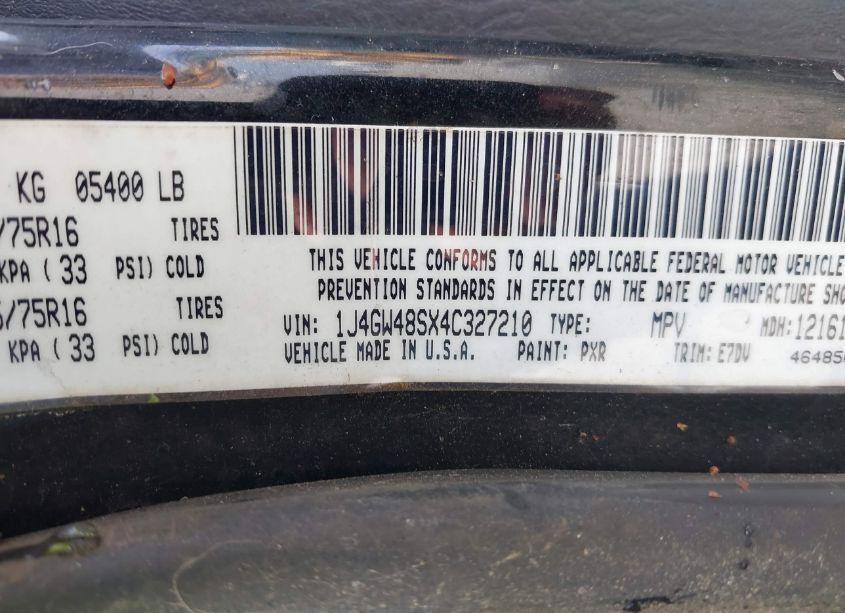 KG 05400 LB
/75R16 TIRES
KPA ( 33 PSI) COLD
/75R16 TIRES
KPA ( 33 PSI) COLD
THIS VEHICLE CONFORMS TO ALL APPLICABLE FEDERAL MOTOR VEHICLE
PREVENTION STANDARDS IN EFFECT ON THE DATE OF MANUFACTURE SHO
VIN: 1J4GW48SX4C327210 TYPE: MPV MDH:12161
VEHICLE MADE IN U.S.A. PAINT: PXR TRIM: E7DV
46485